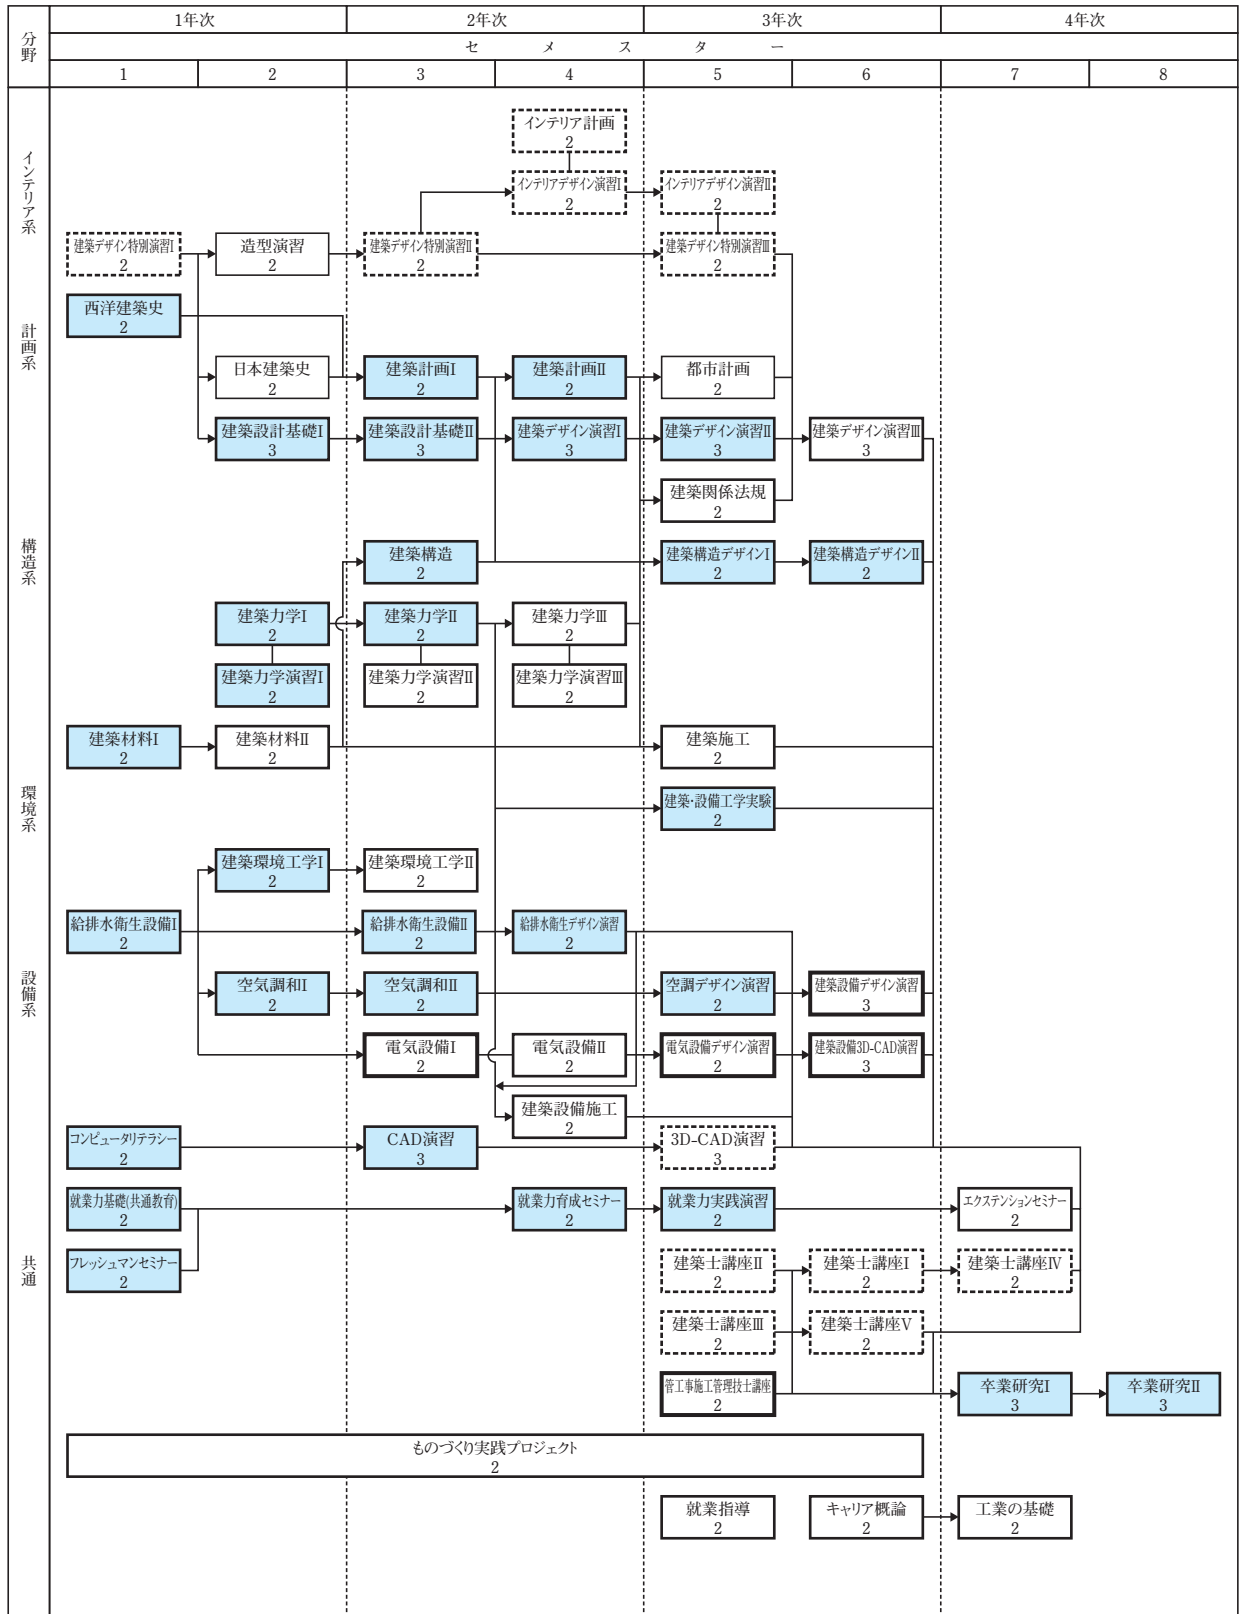 分野
1年次
2年次
3年次
4年次
セメスター
1
2
3
4
5
6
7
8
インテリア系
インテリア計画
2
インテリアデザイン演習Ⅰ
2
インテリアデザイン演習Ⅱ
2
建築デザイン特別演習Ⅰ
2
造型演習
2
建築デザイン特別演習Ⅱ
2
建築デザイン特別演習Ⅲ
2
計画系
西洋建築史
2
日本建築史
2
建築計画Ⅰ
2
建築計画Ⅱ
2
都市計画
2
建築設計基礎Ⅰ
3
建築設計基礎Ⅱ
3
建築デザイン演習Ⅰ
3
建築デザイン演習Ⅱ
3
建築デザイン演習Ⅲ
3
建築関係法規
2
構造系
建築構造
2
建築構造デザインⅠ
2
建築構造デザインⅡ
2
建築力学Ⅰ
2
建築力学Ⅱ
2
建築力学Ⅲ
2
建築力学演習Ⅰ
2
建築力学演習Ⅱ
2
建築力学演習Ⅲ
2
建築材料Ⅰ
2
建築材料Ⅱ
2
建築施工
2
環境系
建築・設備工学実験
2
建築環境工学Ⅰ
2
建築環境工学Ⅱ
2
設備系
給排水衛生設備Ⅰ
2
給排水衛生設備Ⅱ
2
給排水衛生デザイン演習
2
空気調和Ⅰ
2
空気調和Ⅱ
2
空調デザイン演習
2
建築設備デザイン演習
3
電気設備Ⅰ
2
電気設備Ⅱ
2
電気設備デザイン演習
2
建築設備3D-CAD演習
3
建築設備施工
2
共通
コンピュータリテラシー
2
CAD演習
3
3D-CAD演習
3
就業力基礎(共通教育)
2
就業力育成セミナー
2
就業力実践演習
2
エクステンションセミナー
2
フレッシュマンセミナー
2
建築士講座Ⅱ
2
建築士講座Ⅰ
2
建築士講座Ⅳ
2
建築士講座Ⅲ
2
建築士講座Ⅴ
2
管工事施工管理技士講座
2
卒業研究Ⅰ
3
卒業研究Ⅱ
3
ものづくり実践プロジェクト
2
就業指導
2
キャリア概論
2
工業の基礎
2